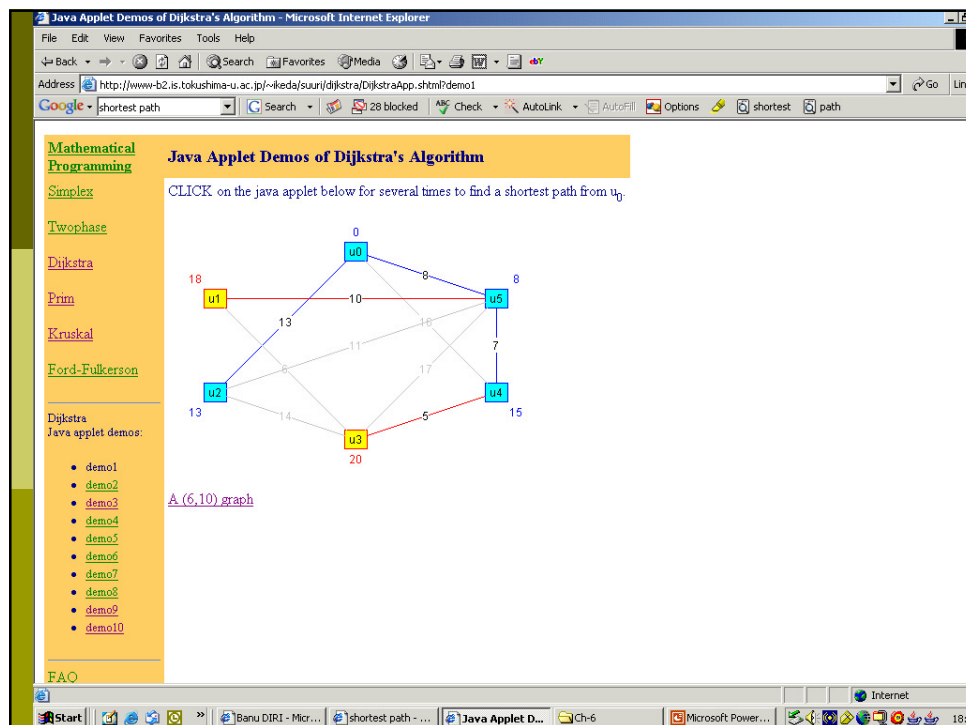 Java Applet Demos of Dijkstra's Algorithm - Microsoft Internet Explorer
File Edit View Favorites Tools Help
Back Search Favorites Media
Address http://www-b2.is.tokushima-u.ac.jp/~ikeda/suuri/dijkstra/DijkstraApp.shtml?demo1 Go Lin
Google shortest path Search 28 blocked ABC Check AutoLink AutoFill Options shortest path
Mathematical
Programming
Java Applet Demos of Dijkstra's Algorithm
Simplex
CLICK on the java applet below for several times to find a shortest path from u0.
Twophase
Dijkstra
Prim
Kruskal
Ford-Fulkerson
0
u0
8
8
18
u1
10
u5
13
16
11
7
6
17
u2
u4
13
14
5
15
u3
20
Dijkstra
Java applet demos:
demo1
demo2
demo3
demo4
demo5
demo6
demo7
demo8
demo9
demo10
A (6,10) graph
FAQ
Internet
Start Banu DIRI - Micr... shortest path - ... Java Applet D... Ch-6 Microsoft Power... 18: